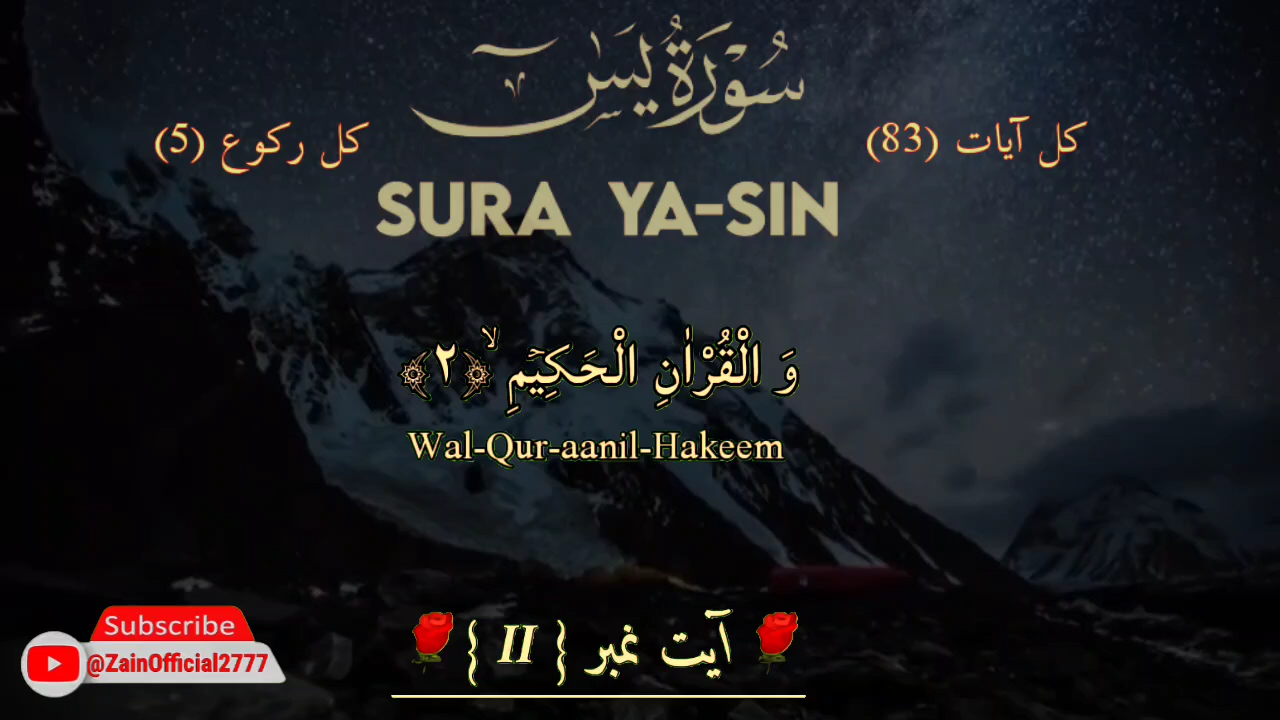 سُوْرَةُ يٰسٓ
کل آیات (83)
کل رکوع (5)
SURA YA-SIN
وَ الْقُرْاٰنِ الْحَكِیْمِۙ ﴿۲﴾
Wal-Qur-aanil-Hakeem
آیت نمبر { II }
Subscribe
@ZainOfficial2777